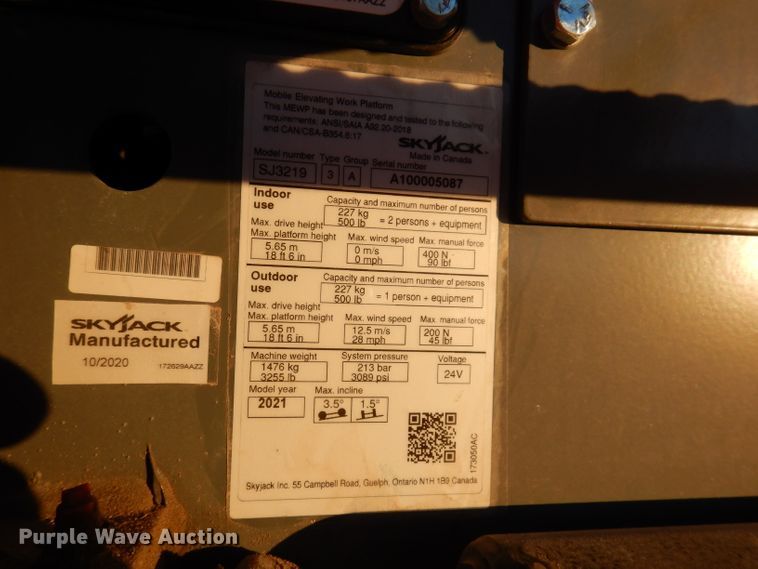 Mobile Elevating Work Platform
This MEWP has been designed and tested to the following
requirements: ANSI/SAIA A92.20-2018
and CAN/CSA-B354.6:17
SKYJACK
Made in Canada
Model number Type Group Serial number
SJ3219 3 A A100005087
Indoor use
Capacity and maximum number of persons
227 kg
500 lb = 2 persons + equipment
Max. drive height
Max. platform height Max. wind speed Max. manual force
5.65 m 0 m/s 400 N
18 ft 6 in 0 mph 90 lbf
Outdoor use
Capacity and maximum number of persons
227 kg
500 lb = 1 person + equipment
Max. drive height
Max. platform height Max. wind speed Max. manual force
5.65 m 12.5 m/s 200 N
18 ft 6 in 28 mph 45 lbf
Machine weight System pressure Voltage
1476 kg 213 bar 24V
3255 lb 3089 psi
Model year Max. incline
2021 3.5° 1.5°
173050AC
Skyjack Inc. 55 Campbell Road, Guelph, Ontario N1H 1B9 Canada
SKYJACK
Manufactured
10/2020 172629AAZZ
Purple Wave Auction